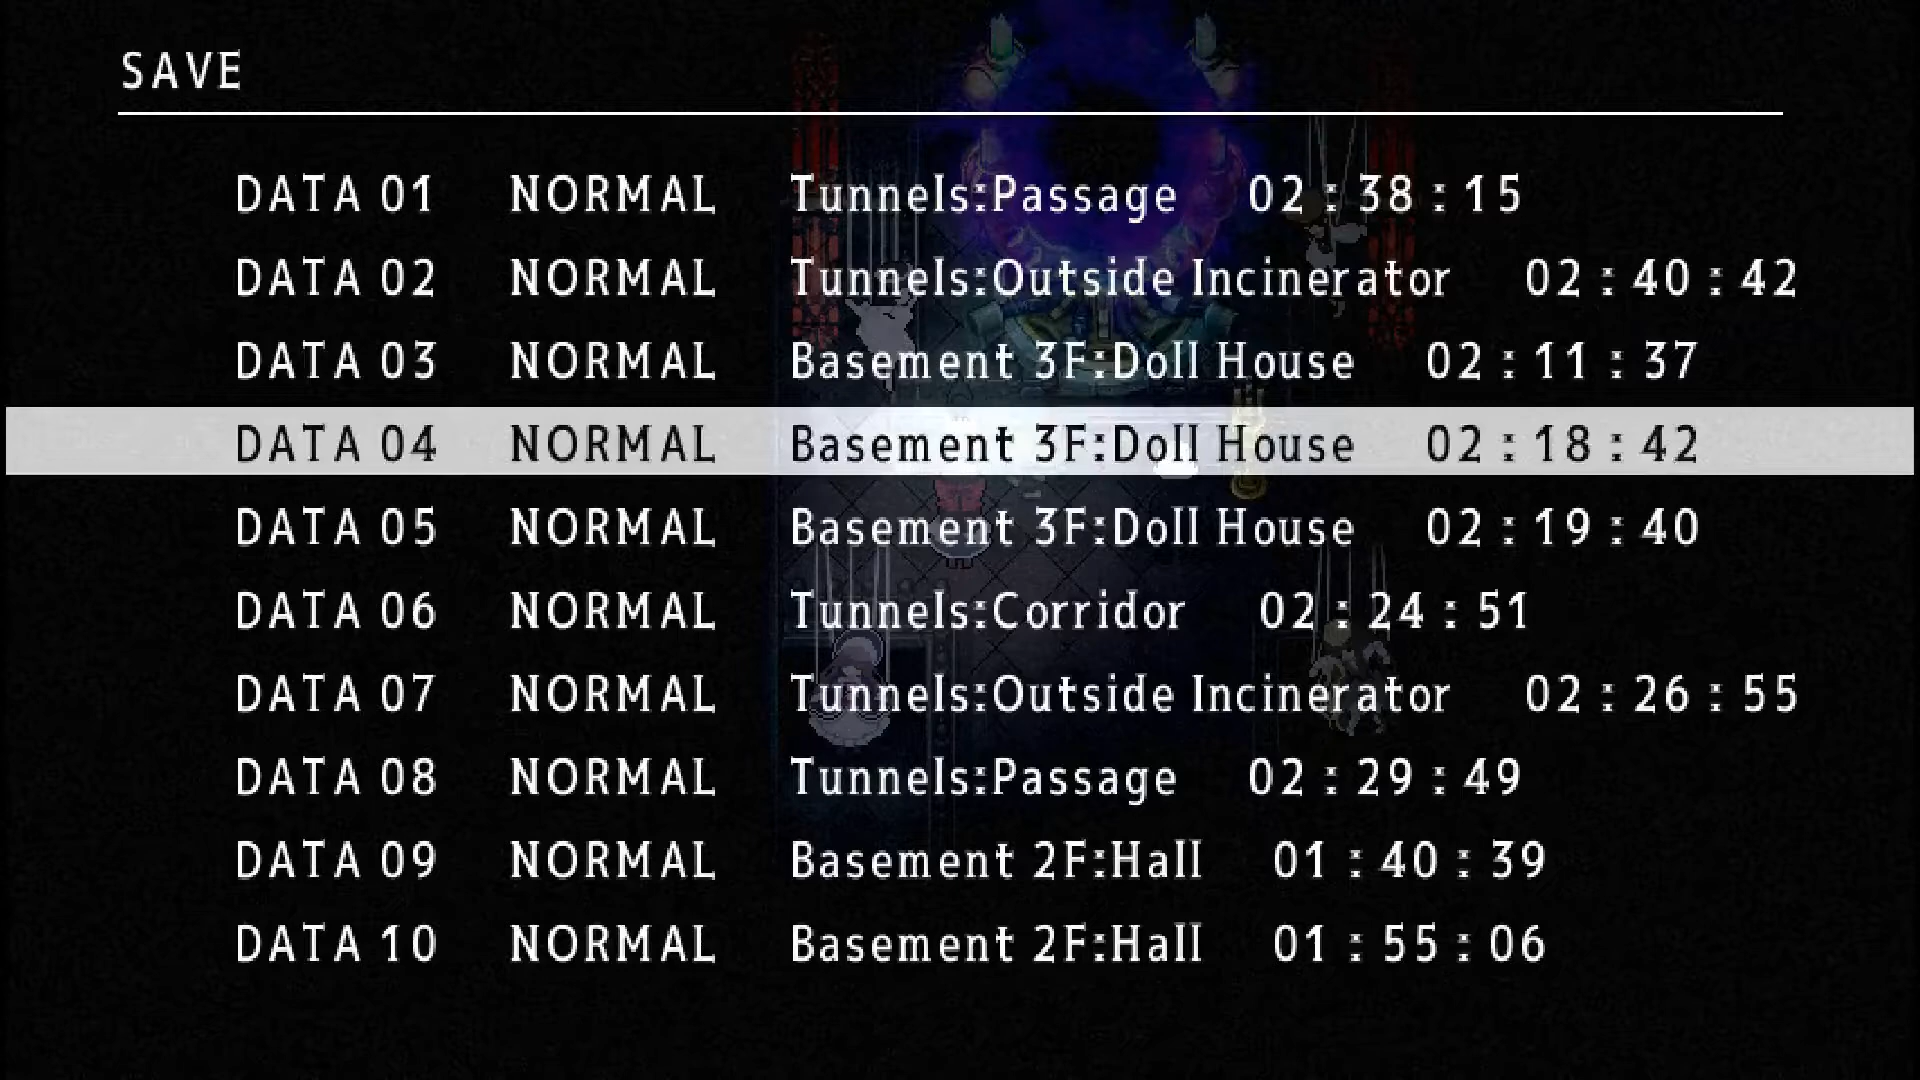 SAVE
DATA 01 NORMAL Tunnels:Passage 02:38:15
DATA 02 NORMAL Tunnels:Outside Incinerator 02:40:42
DATA 03 NORMAL Basement 3F:Doll House 02:11:37
DATA 04 NORMAL Basement 3F:Doll House 02:18:42
DATA 05 NORMAL Basement 3F:Doll House 02:19:40
DATA 06 NORMAL Tunnels:Corridor 02:24:51
DATA 07 NORMAL Tunnels:Outside Incinerator 02:26:55
DATA 08 NORMAL Tunnels:Passage 02:29:49
DATA 09 NORMAL Basement 2F:Hall 01:40:39
DATA 10 NORMAL Basement 2F:Hall 01:55:06